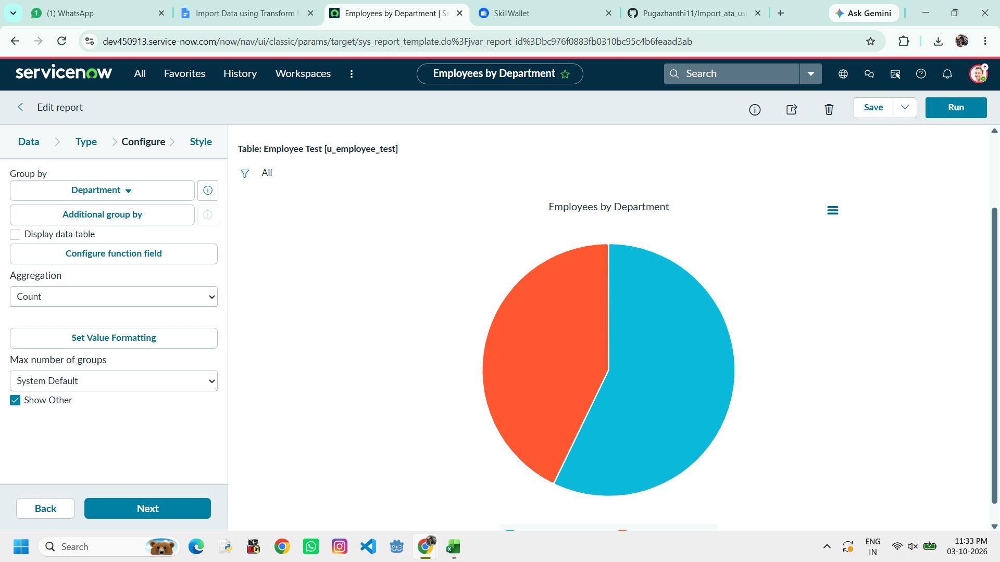 (1) WhatsApp
Import Data using Transform
Employees by Department | Se
SkillWallet
Pugazhanthi11/Import_ata_usi
Ask Gemini
dev450913.service-now.com/now/nav/ui/classic/params/target/sys_report_template.do%3Fjvar_report_id%3Dbc976f0883fb0310bc95c4b6feaad3ab
servicenow
All
Favorites
History
Workspaces
Employees by Department
Search
Edit report
Save
Run
Data
Type
Configure
Style
Group by
Department
Additional group by
Display data table
Configure function field
Aggregation
Count
Set Value Formatting
Max number of groups
System Default
Show Other
Back
Next
Table: Employee Test [u_employee_test]
All
Employees by Department
Search
ENG
IN
11:33 PM
03-10-2026